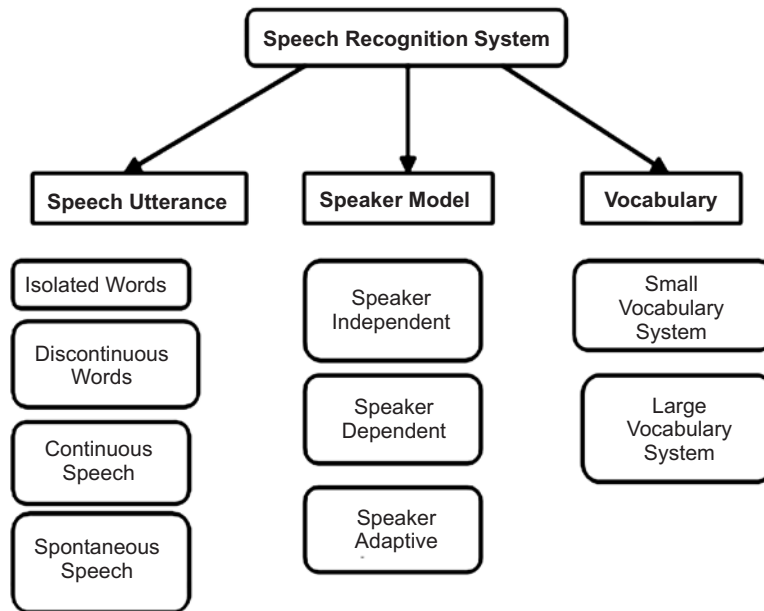 Speech Recognition System
Speech Utterance
Speaker Model
Vocabulary
Isolated Words
Discontinuous
Words
Continuous
Speech
Spontaneous
Speech
Speaker
Independent
Speaker
Dependent
Speaker
Adaptive
Small
Vocabulary
System
Large
Vocabulary
System